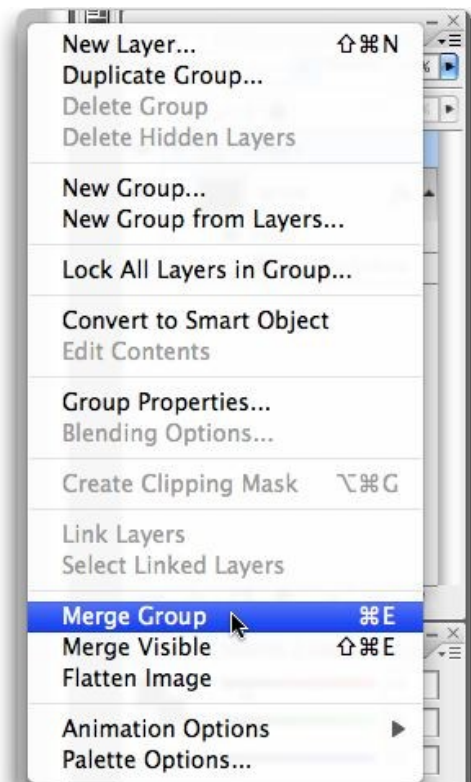 New Layer... ⇧⌘N
Duplicate Group...
Delete Group
Delete Hidden Layers
New Group...
New Group from Layers...
Lock All Layers in Group...
Convert to Smart Object
Edit Contents
Group Properties...
Blending Options...
Create Clipping Mask ⌥⌘G
Link Layers
Select Linked Layers
Merge Group ⌘E
Merge Visible ⇧⌘E
Flatten Image
Animation Options
Palette Options...